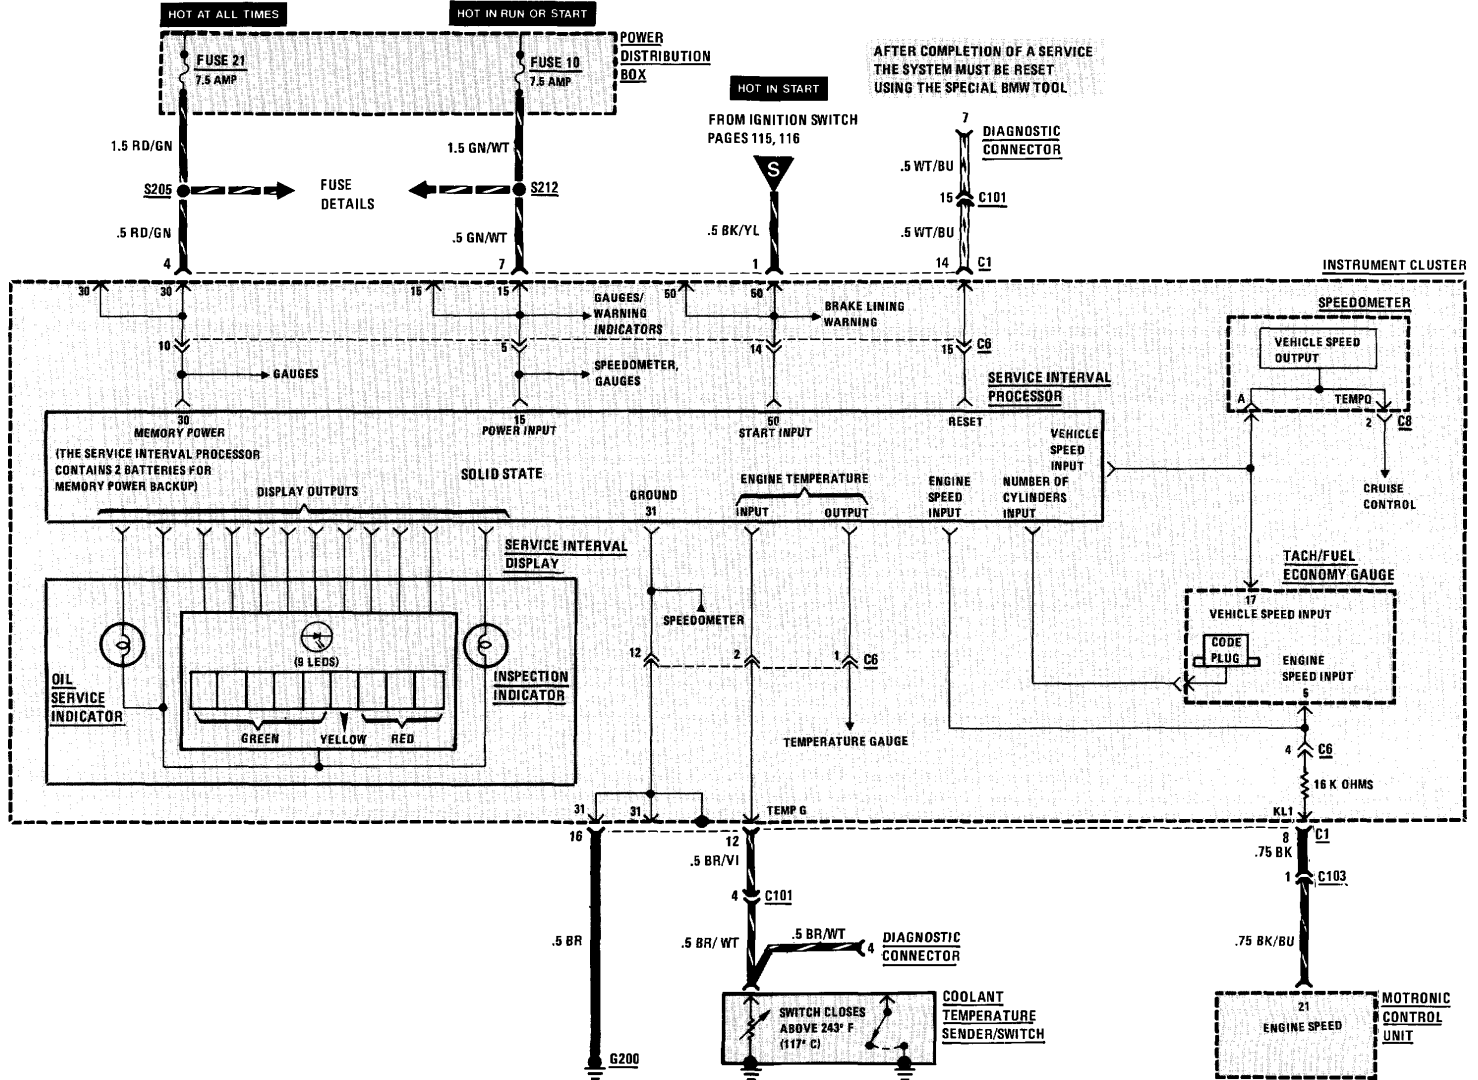 HOT AT ALL TIMES
HOT IN RUN OR START
FUSE 21
7.5 AMP
FUSE 10
7.5 AMP
POWER
DISTRIBUTION
BOX
AFTER COMPLETION OF A SERVICE
THE SYSTEM MUST BE RESET
USING THE SPECIAL BMW TOOL
HOT IN START
FROM IGNITION SWITCH
PAGES 115, 116
S
7
DIAGNOSTIC
CONNECTOR
1.5 RD/GN
1.5 GN/WT
.5 WT/BU
S205
FUSE
DETAILS
S212
15
C101
.5 RD/GN
.5 GN/WT
.5 BK/YL
.5 WT/BU
4
7
1
14
C1
INSTRUMENT CLUSTER
30
30
15
15
50
50
GAUGES/
WARNING
INDICATORS
BRAKE LINING
WARNING
SPEEDOMETER
VEHICLE SPEED
OUTPUT
10
5
14
15
C6
GAUGES
SPEEDOMETER,
GAUGES
SERVICE INTERVAL
PROCESSOR
A
TEMPO
2
C8
CRUISE
CONTROL
30
MEMORY POWER
15
POWER INPUT
50
START INPUT
RESET
VEHICLE
SPEED
INPUT
(THE SERVICE INTERVAL PROCESSOR
CONTAINS 2 BATTERIES FOR
MEMORY POWER BACKUP)
SOLID STATE
DISPLAY OUTPUTS
GROUND
31
ENGINE TEMPERATURE
INPUT
OUTPUT
ENGINE
SPEED
INPUT
NUMBER OF
CYLINDERS
INPUT
SERVICE INTERVAL
DISPLAY
TACH/FUEL
ECONOMY GAUGE
17
VEHICLE SPEED INPUT
CODE
PLUG
ENGINE
SPEED INPUT
5
SPEEDOMETER
12
2
1
C6
(9 LEDS)
OIL
SERVICE
INDICATOR
INSPECTION
INDICATOR
GREEN
YELLOW
RED
TEMPERATURE GAUGE
4
C6
16 K OHMS
31
31
TEMP G
KL1
16
12
8
C1
.5 BR/VI
.75 BK
4
C101
1
C103
.5 BR
.5 BR/WT
.5 BR/WT
4
DIAGNOSTIC
CONNECTOR
.75 BK/BU
SWITCH CLOSES
ABOVE 243° F
(117° C)
COOLANT
TEMPERATURE
SENDER/SWITCH
21
ENGINE SPEED
MOTRONIC
CONTROL
UNIT
G200